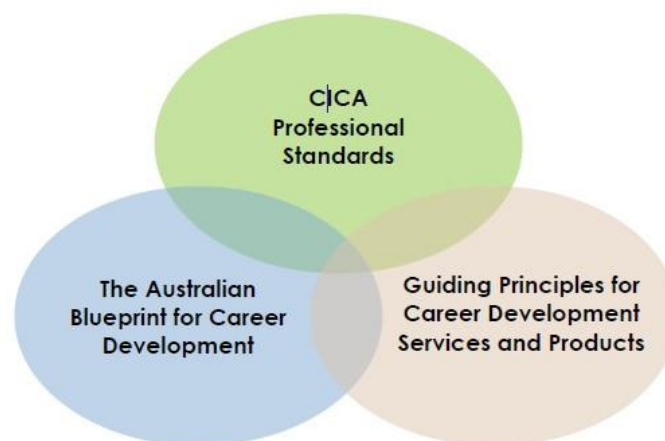 CICA
Professional
Standards
The Australian
Blueprint for Career
Development
Guiding Principles for
Career Development
Services and Products